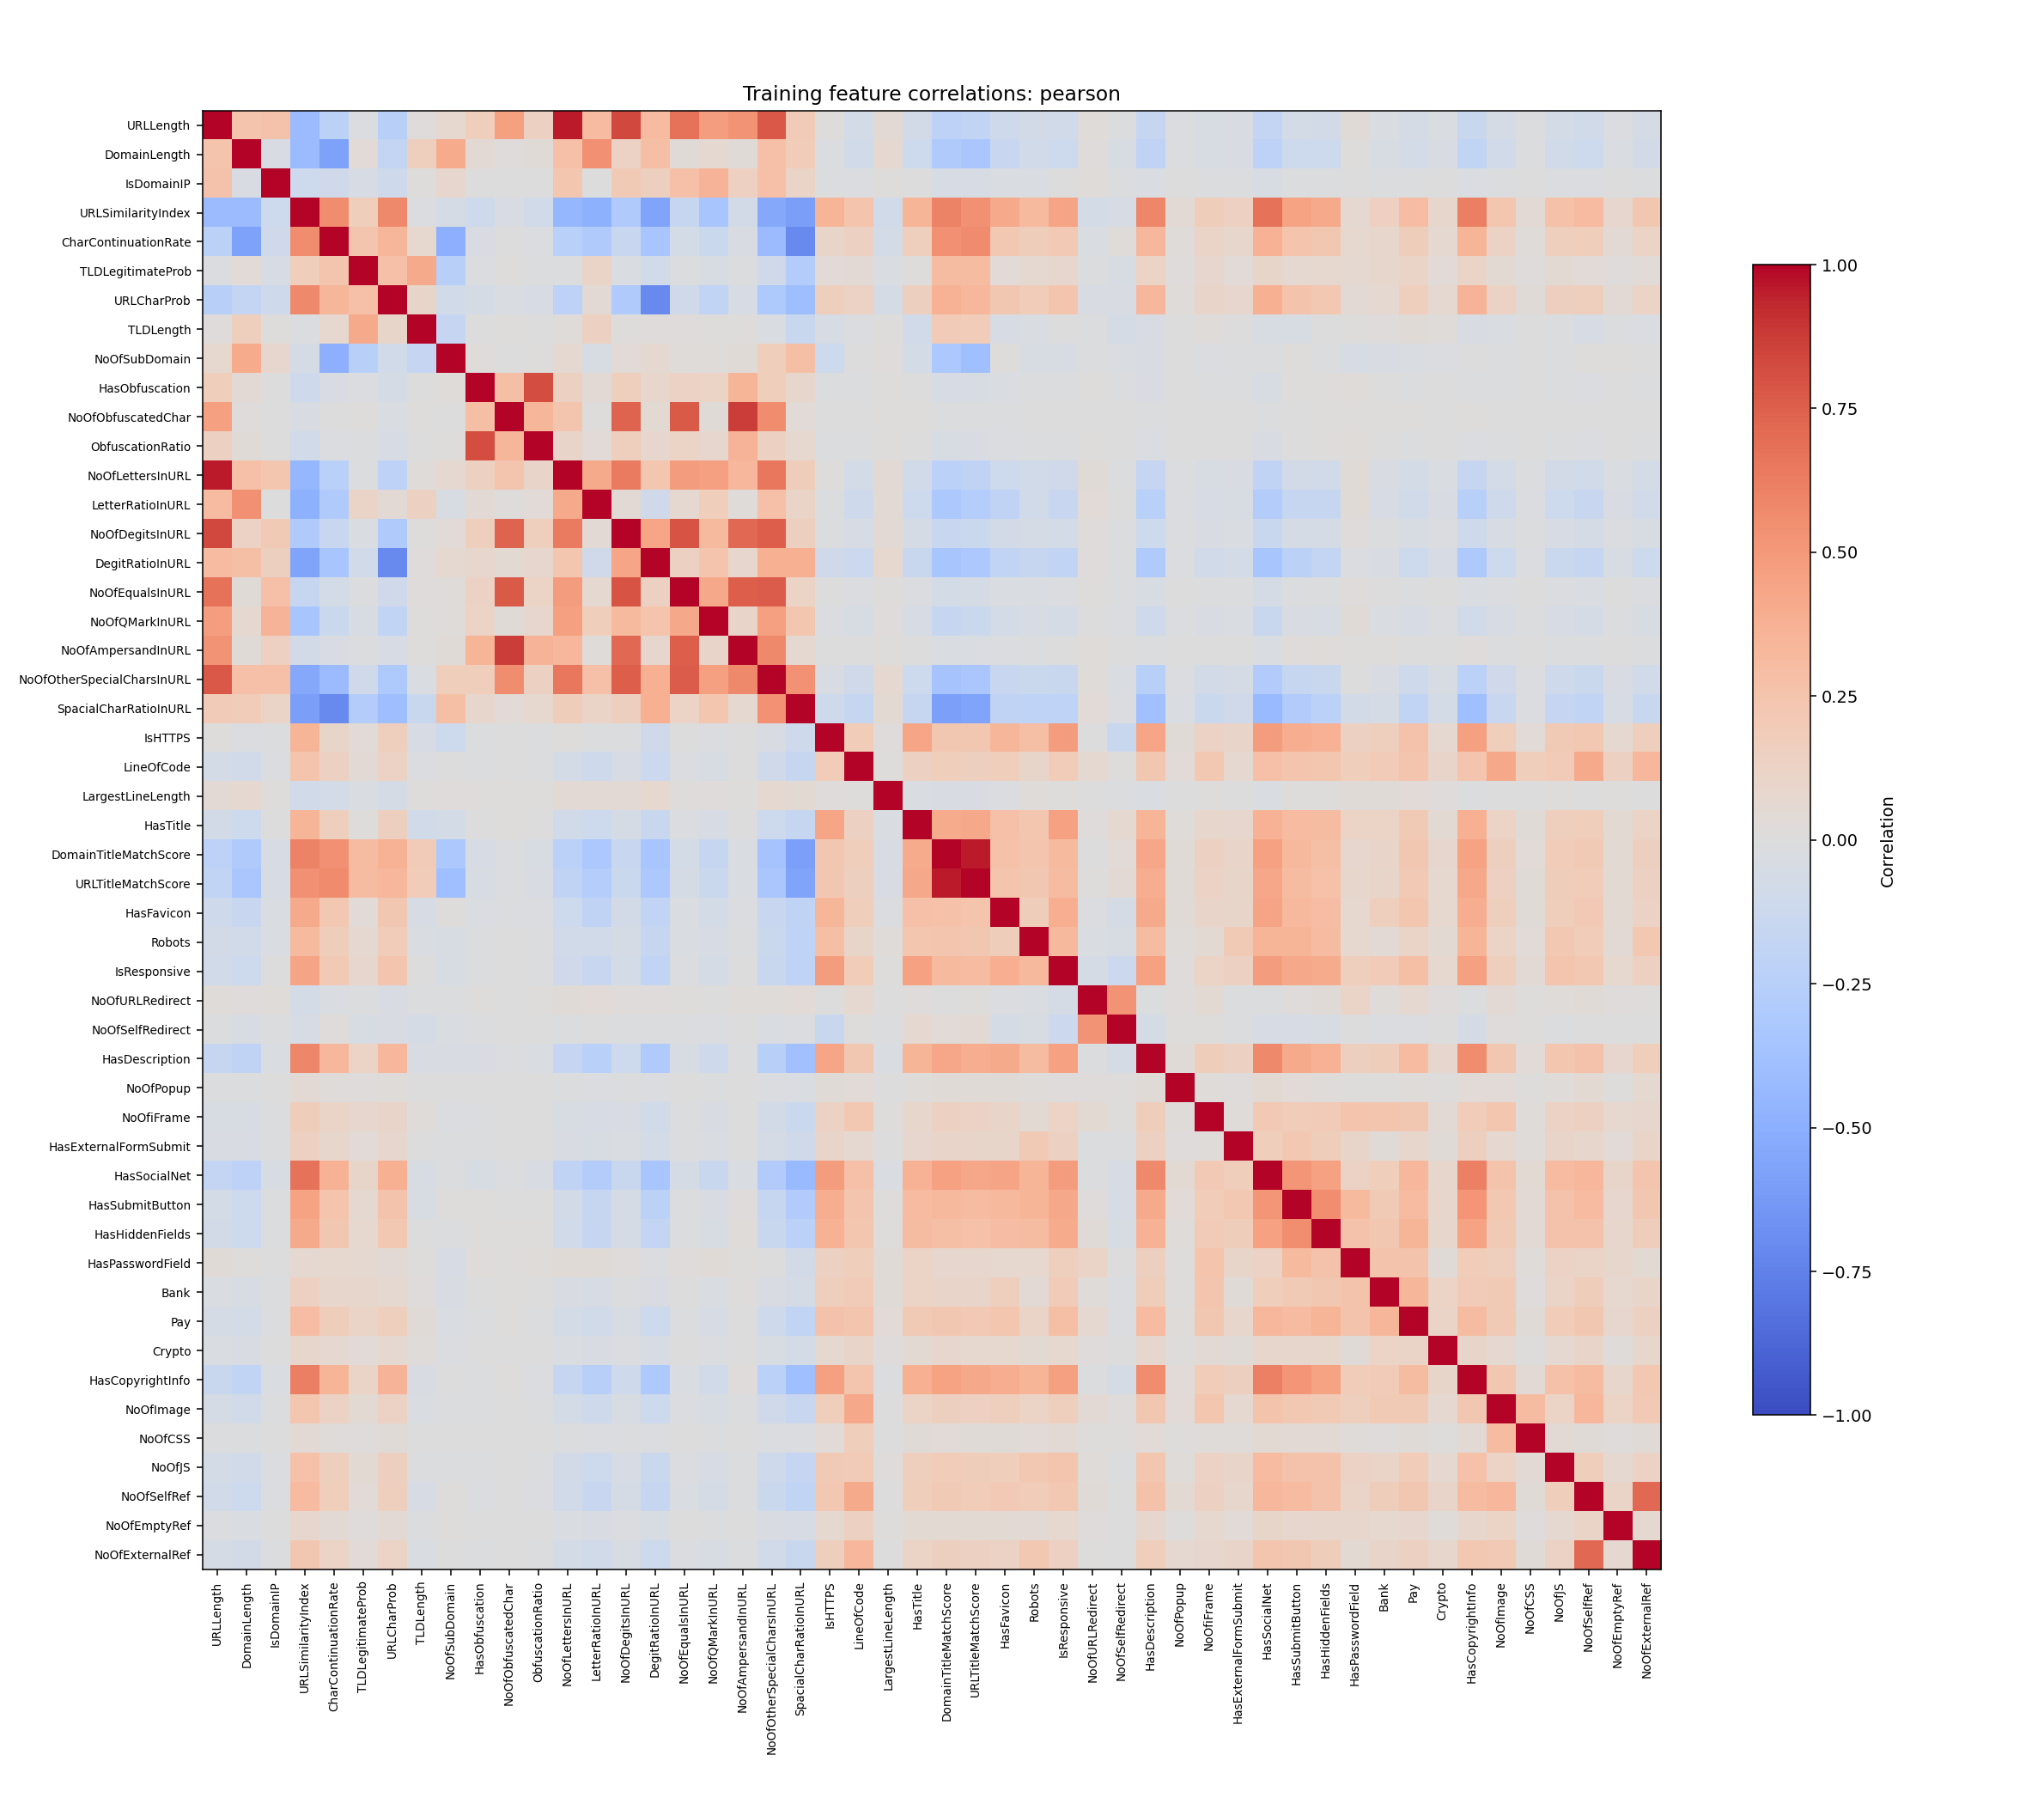 Training feature correlations: pearson
URLLength
DomainLength
IsDomainIP
URLSimilarityIndex
CharContinuationRate
TLDLegitimateProb
URLCharProb
TLDLength
NoOfSubDomain
HasObfuscation
NoOfObfuscatedChar
ObfuscationRatio
NoOfLettersInURL
LetterRatioInURL
NoOfDegitsInURL
DegitRatioInURL
NoOfEqualsInURL
NoOfQMarkInURL
NoOfAmpersandInURL
NoOfOtherSpecialCharsInURL
SpacialCharRatioInURL
IsHTTPS
LineOfCode
LargestLineLength
HasTitle
DomainTitleMatchScore
URLTitleMatchScore
HasFavicon
Robots
IsResponsive
NoOfURLRedirect
NoOfSelfRedirect
HasDescription
NoOfPopup
NoOfiFrame
HasExternalFormSubmit
HasSocialNet
HasSubmitButton
HasHiddenFields
HasPasswordField
Bank
Pay
Crypto
HasCopyrightInfo
NoOfImage
NoOfCSS
NoOfJS
NoOfSelfRef
NoOfEmptyRef
NoOfExternalRef
URLLength
DomainLength
IsDomainIP
URLSimilarityIndex
CharContinuationRate
TLDLegitimateProb
URLCharProb
TLDLength
NoOfSubDomain
HasObfuscation
NoOfObfuscatedChar
ObfuscationRatio
NoOfLettersInURL
LetterRatioInURL
NoOfDegitsInURL
DegitRatioInURL
NoOfEqualsInURL
NoOfQMarkInURL
NoOfAmpersandInURL
NoOfOtherSpecialCharsInURL
SpacialCharRatioInURL
IsHTTPS
LineOfCode
LargestLineLength
HasTitle
DomainTitleMatchScore
URLTitleMatchScore
HasFavicon
Robots
IsResponsive
NoOfURLRedirect
NoOfSelfRedirect
HasDescription
NoOfPopup
NoOfiFrame
HasExternalFormSubmit
HasSocialNet
HasSubmitButton
HasHiddenFields
HasPasswordField
Bank
Pay
Crypto
HasCopyrightInfo
NoOfImage
NoOfCSS
NoOfJS
NoOfSelfRef
NoOfEmptyRef
NoOfExternalRef
1.00
0.75
0.50
0.25
0.00
−0.25
−0.50
−0.75
−1.00
Correlation